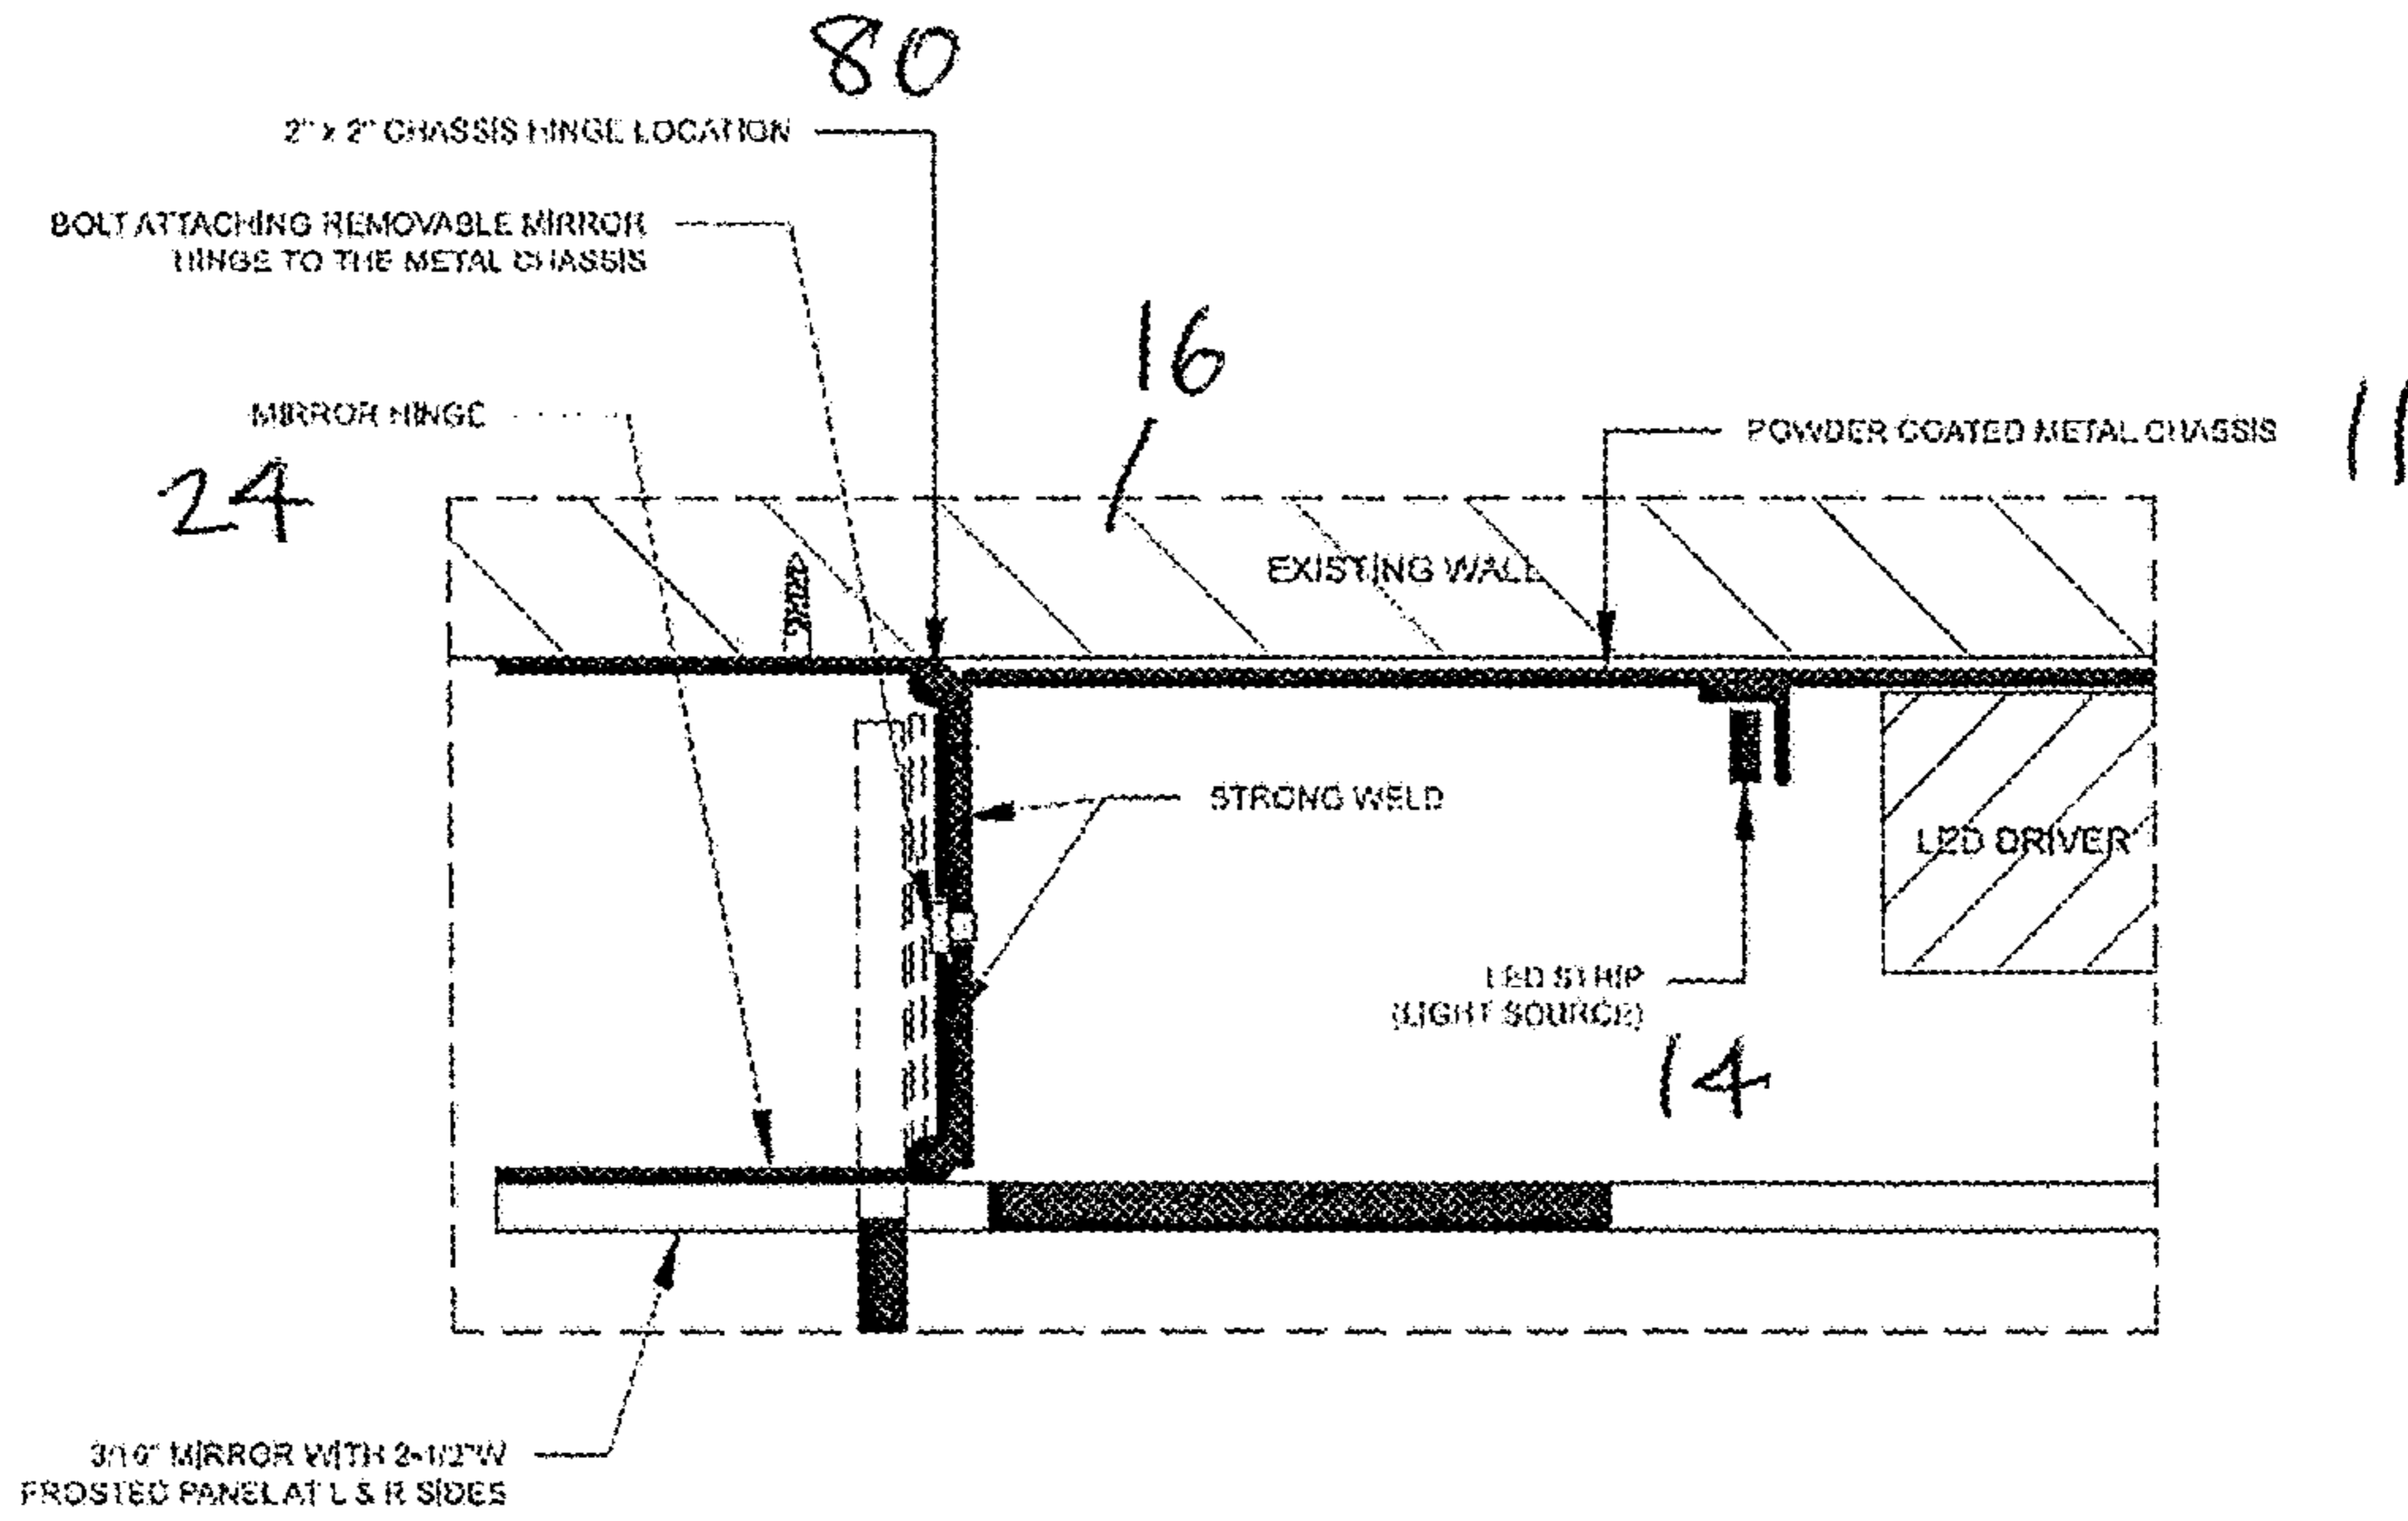 80
2" x 2" CHASSIS HINGE LOCATION
BOLT ATTACHING REMOVABLE MIRROR
HINGE TO THE METAL CHASSIS
16
MIRROR HINGE
POWDER COATED METAL CHASSIS
11
24
EXISTING WALL
STRONG WELD
LED DRIVER
LED STRIP
(LIGHT SOURCE)
14
3/16" MIRROR WITH 2-1/2"W
FROSTED PANEL AT L & R SIDES